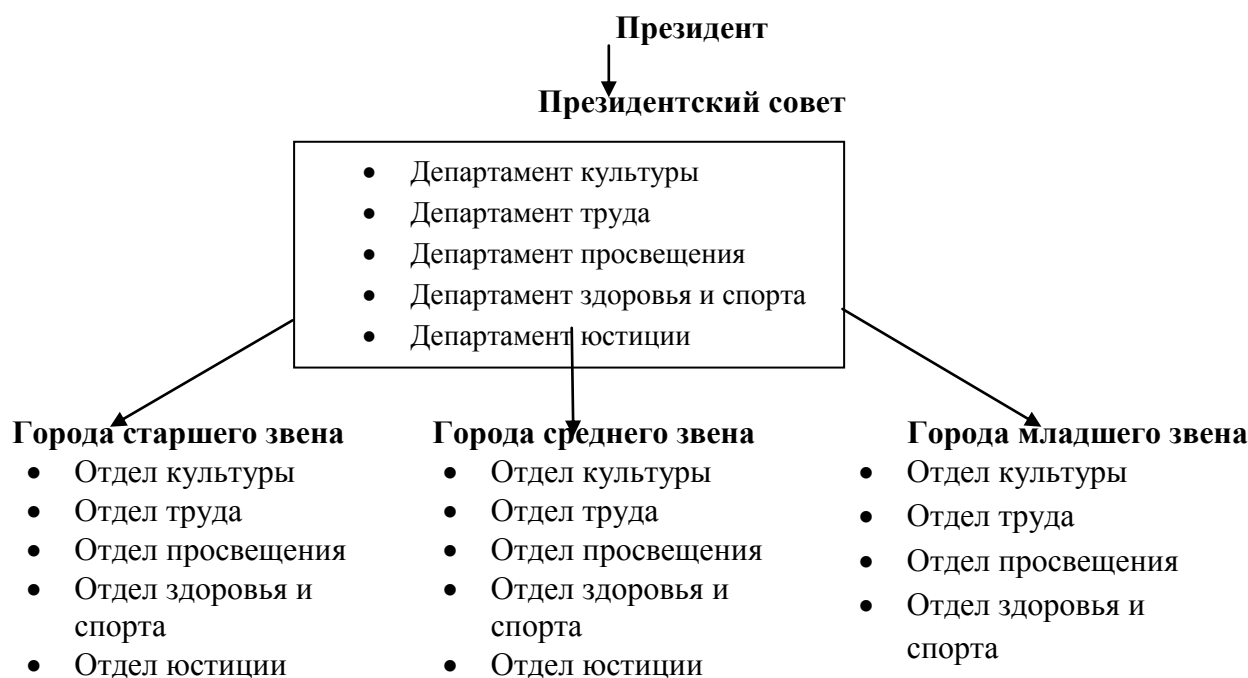 Президент
Президентский совет
• Департамент культуры
• Департамент труда
• Департамент просвещения
• Департамент здоровья и спорта
• Департамент юстиции
Города старшего звена
• Отдел культуры
• Отдел труда
• Отдел просвещения
• Отдел здоровья и
спорта
• Отдел юстиции
Города среднего звена
• Отдел культуры
• Отдел труда
• Отдел просвещения
• Отдел здоровья и
спорта
• Отдел юстиции
Города младшего звена
• Отдел культуры
• Отдел труда
• Отдел просвещения
• Отдел здоровья и
спорта